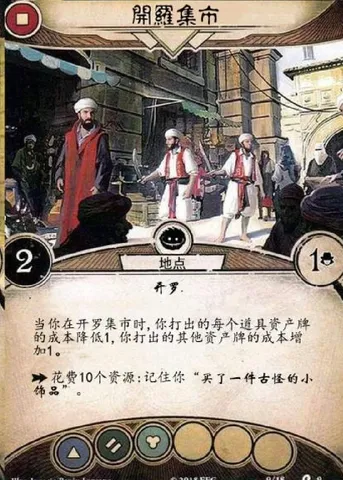 開羅集市
2
地点
1
开罗.
当你在开罗集市时,你打出的每个道具资产牌
的成本降低1,你打出的其他资产牌的成本增
加1。
花费10个资源:记住你“买了一件古怪的小
饰品”。